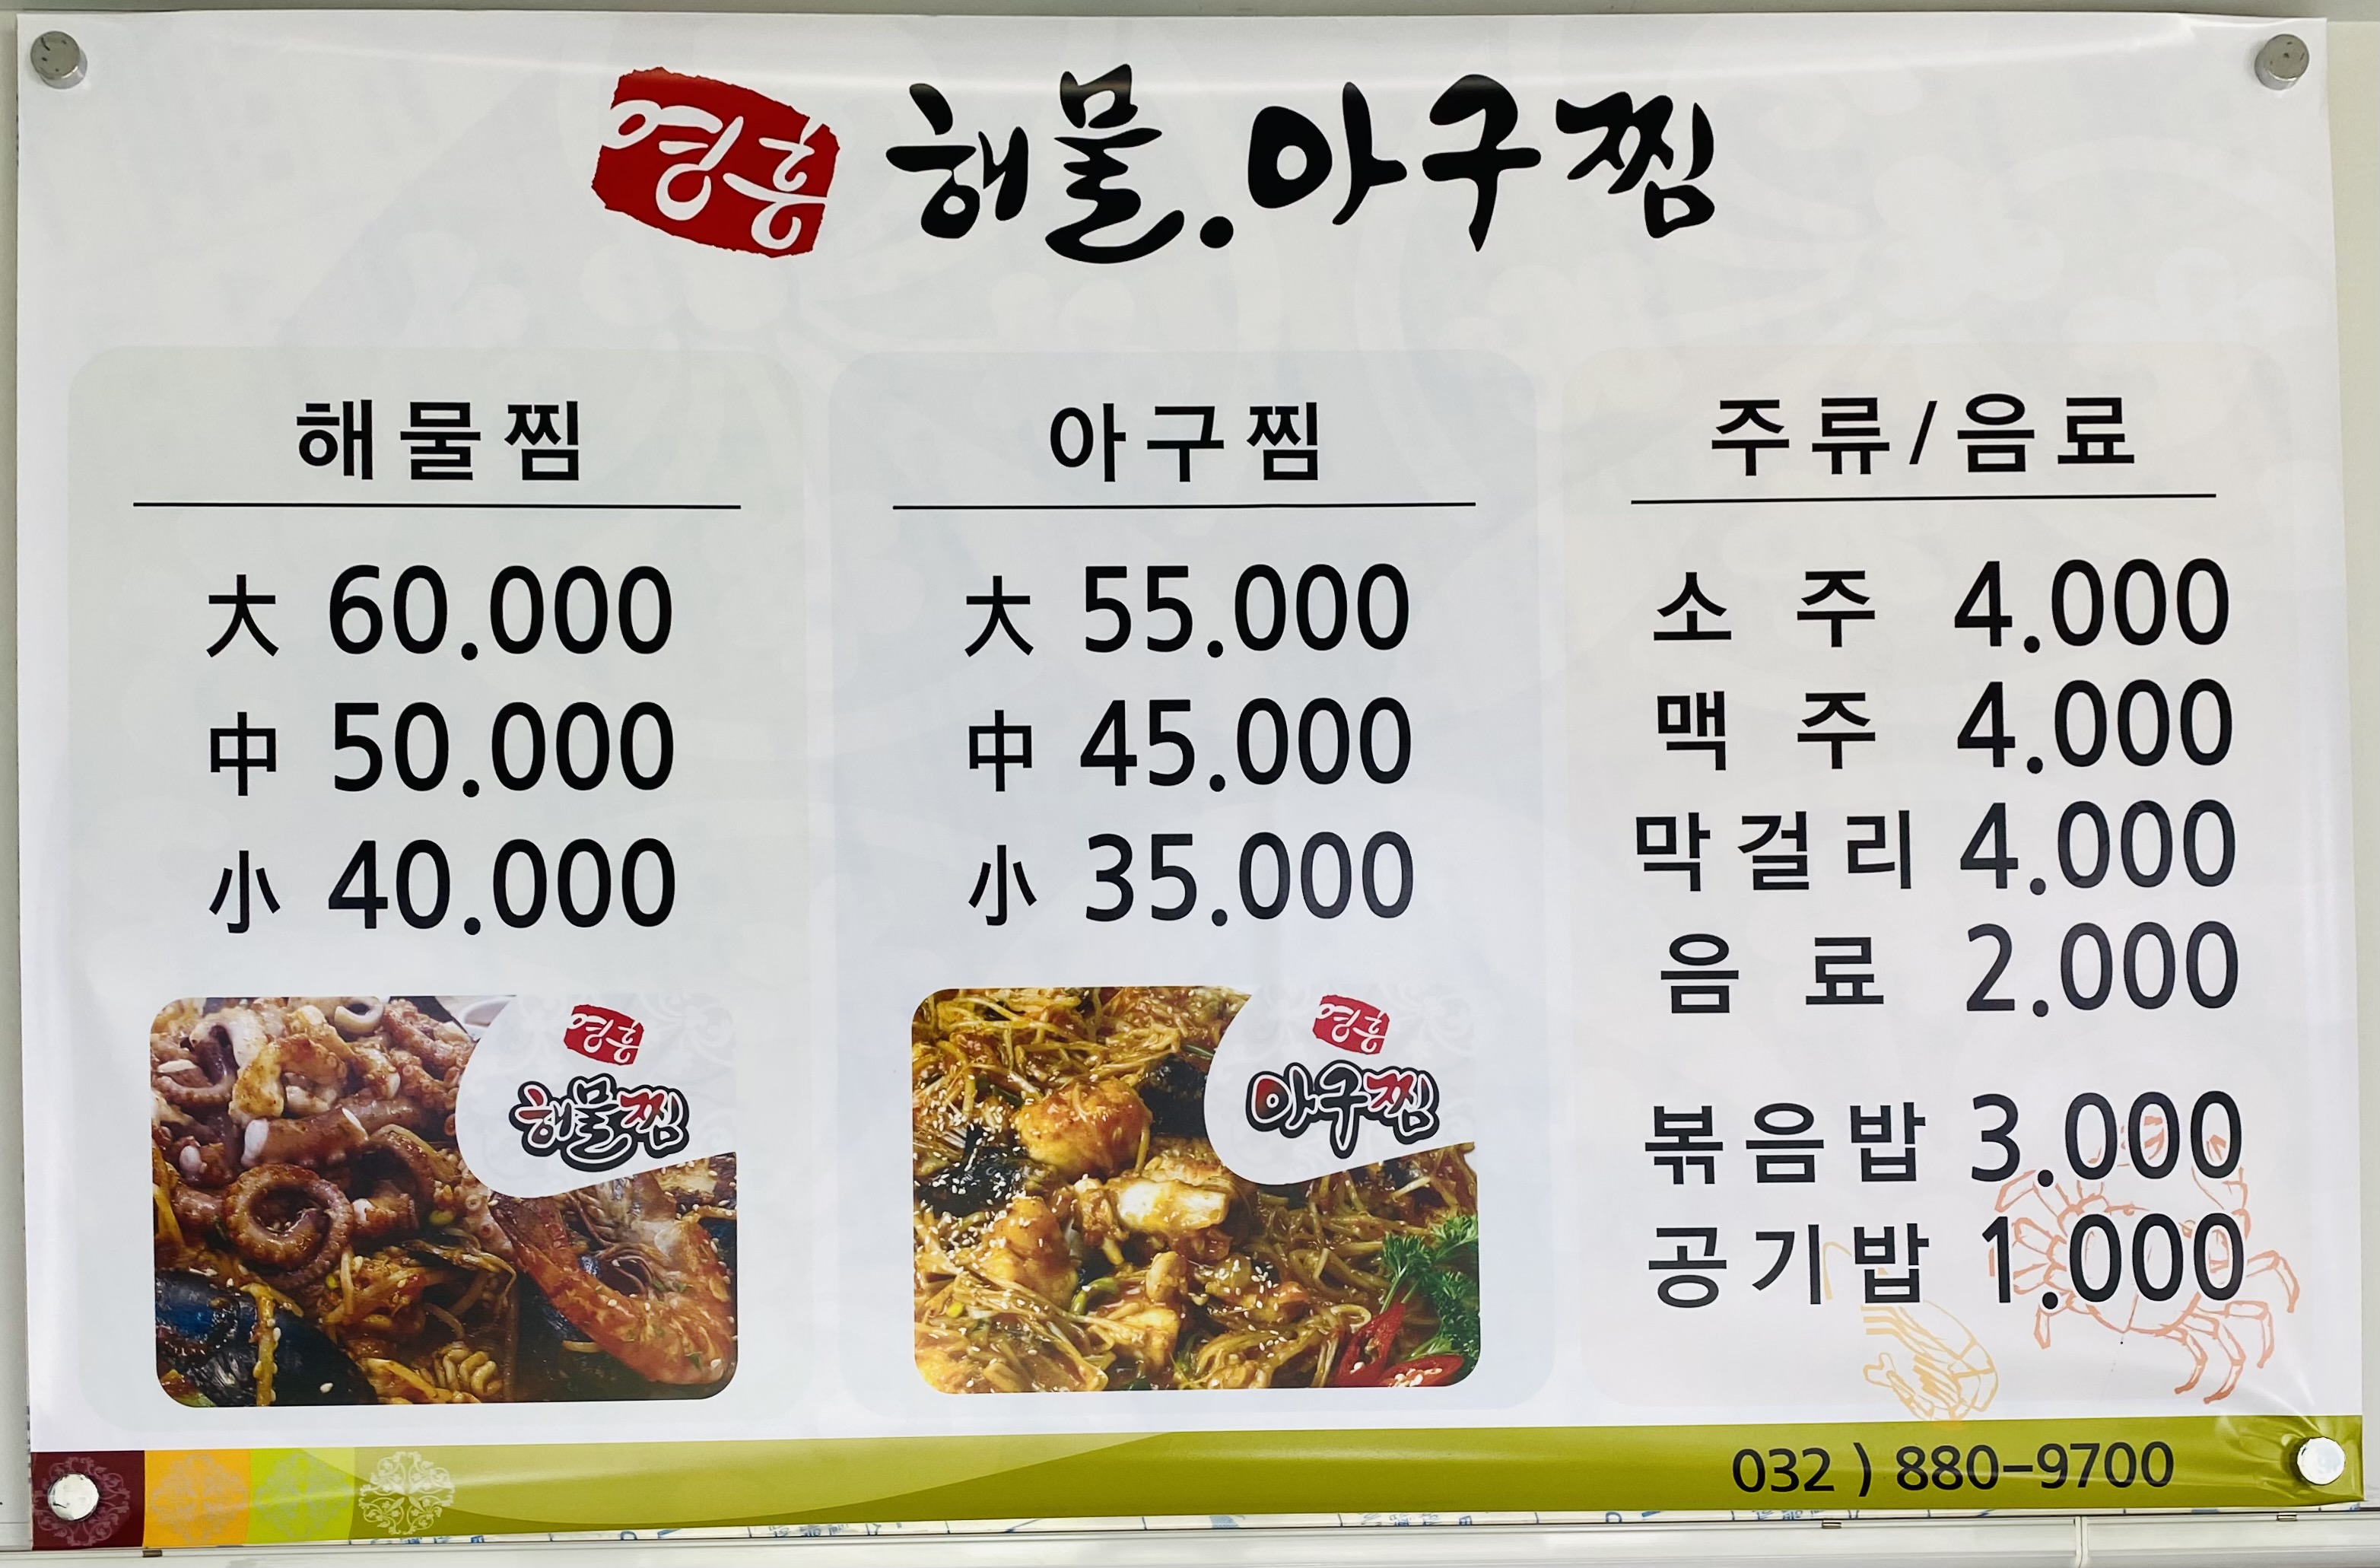 영흥 해물.아구찜
해물찜
大 60.000
中 50.000
小 40.000
영흥
해물찜
아구찜
大 55.000
中 45.000
小 35.000
영흥
아구찜
주류/음료
소 주 4.000
맥 주 4.000
막걸리 4.000
음 료 2.000
볶음밥 3.000
공기밥 1.000
032 ) 880-9700